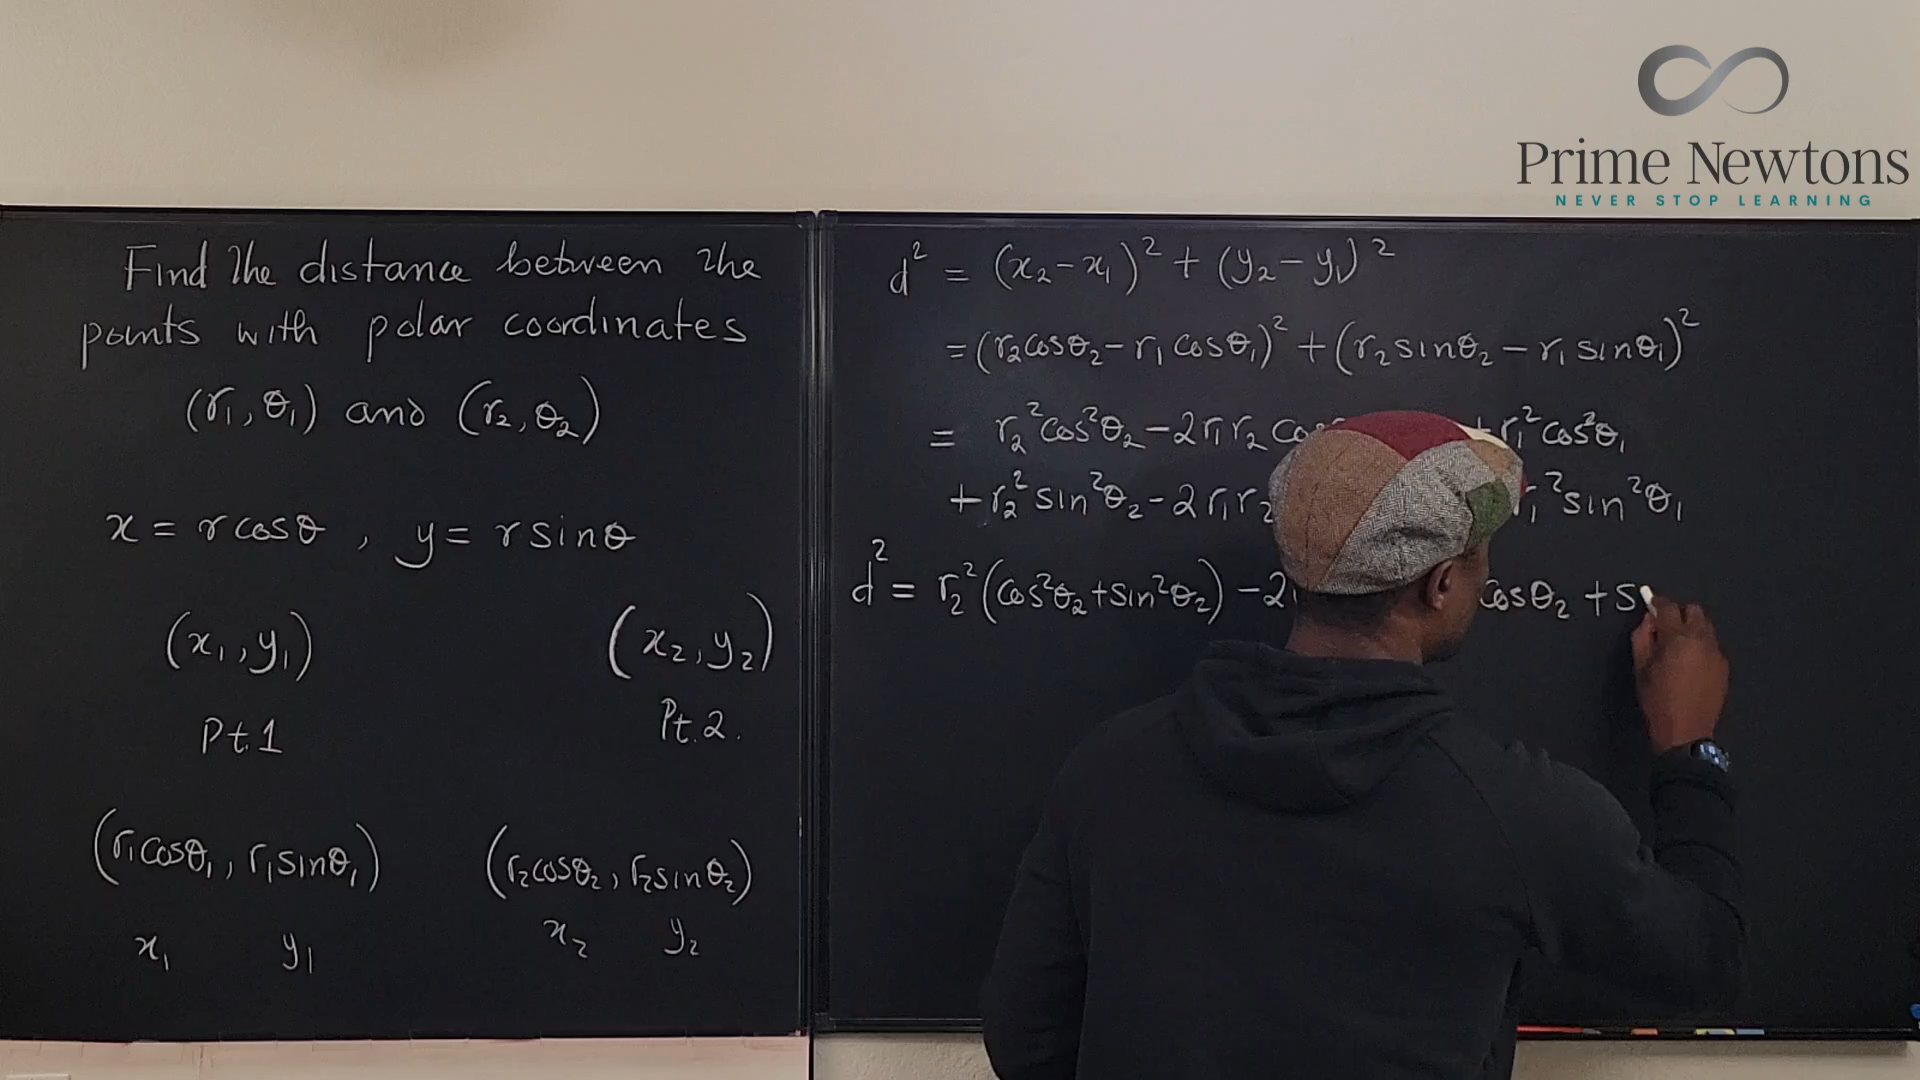 Prime Newtons
NEVER STOP LEARNING
Find the distance between the
points with polar coordinates
(r₁, θ₁) and (r₂, θ₂)
x = r cosθ , y = r sinθ
(x₁, y₁) (x₂, y₂)
Pt.1 Pt.2.
(r₁cosθ₁, r₁sinθ₁) (r₂cosθ₂, r₂sinθ₂)
x₁ y₁ x₂ y₂
d² = (x₂ - x₁)² + (y₂ - y₁)²
= (r₂cosθ₂ - r₁cosθ₁)² + (r₂sinθ₂ - r₁sinθ₁)²
= r₂²cos²θ₂ - 2r₁r₂ + r₁²cos²θ₁
+ r₂²sin²θ₂ - 2r₁r₂ r₁²sin²θ₁
d² = r₂²(cos²θ₂ + sin²θ₂) - 2 cosθ₂ + s